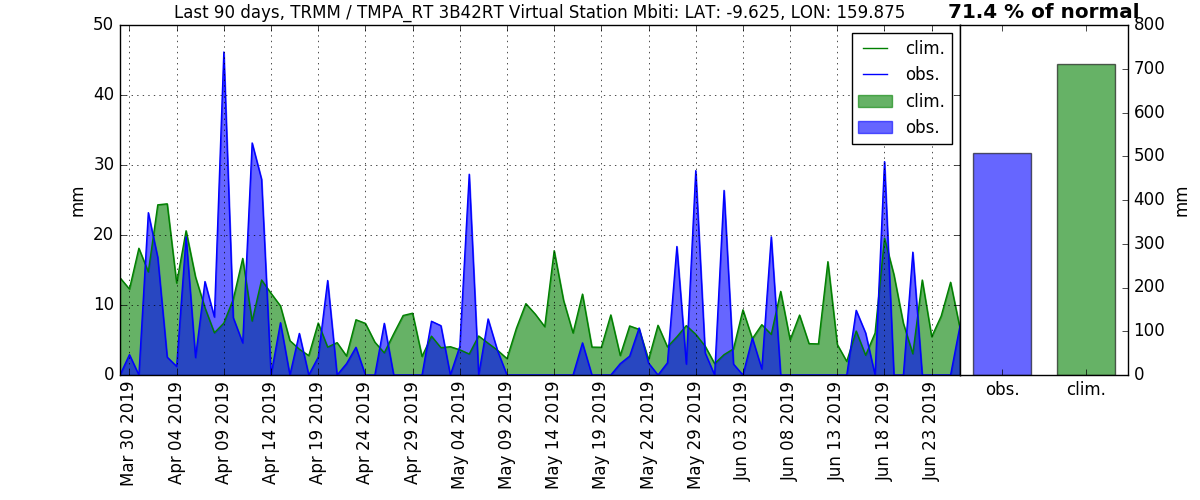 Last 90 days, TRMM / TMPA_RT 3B42RT Virtual Station Mbiti: LAT: -9.625, LON: 159.875
71.4 % of normal
50
40
30
20
10
0
mm
clim.
obs.
clim.
obs.
Mar 30 2019
Apr 04 2019
Apr 09 2019
Apr 14 2019
Apr 19 2019
Apr 24 2019
Apr 29 2019
May 04 2019
May 09 2019
May 14 2019
May 19 2019
May 24 2019
May 29 2019
Jun 03 2019
Jun 08 2019
Jun 13 2019
Jun 18 2019
Jun 23 2019
800
700
600
500
400
300
200
100
0
mm
obs.
clim.